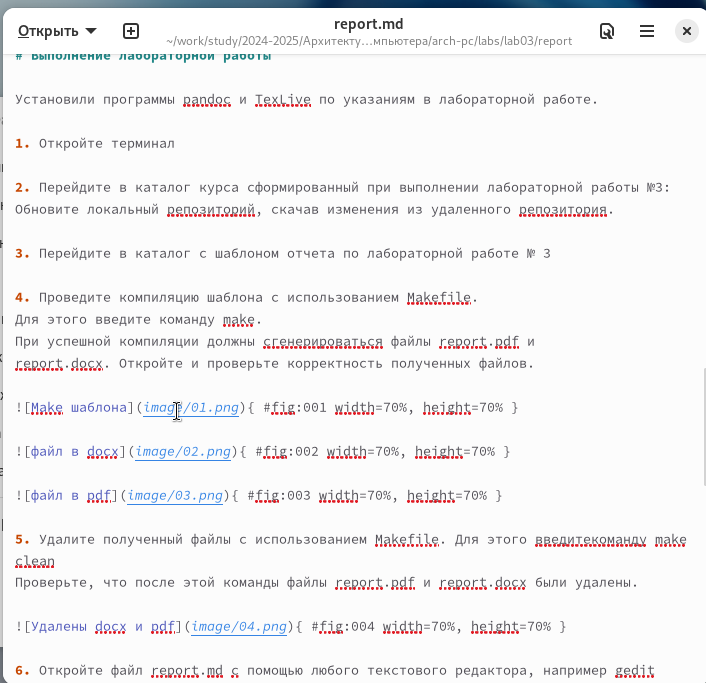 Открыть
report.md
~/work/study/2024-2025/Архитекту…мпьютера/arch-pc/labs/lab03/report
# Выполнение лабораторной работы
Установили программы pandoc и TexLive по указаниям в лабораторной работе.
1. Откройте терминал
2. Перейдите в каталог курса сформированный при выполнении лабораторной работы №3:
Обновите локальный репозиторий, скачав изменения из удаленного репозитория.
3. Перейдите в каталог с шаблоном отчета по лабораторной работе № 3
4. Проведите компиляцию шаблона с использованием Makefile.
Для этого введите команду make.
При успешной компиляции должны сгенерироваться файлы report.pdf и
report.docx. Откройте и проверьте корректность полученных файлов.
![Make шаблона](image/01.png){ #fig:001 width=70%, height=70% }
![файл в docx](image/02.png){ #fig:002 width=70%, height=70% }
![файл в pdf](image/03.png){ #fig:003 width=70%, height=70% }
5. Удалите полученный файлы с использованием Makefile. Для этого введитекоманду make
clean
Проверьте, что после этой команды файлы report.pdf и report.docx были удалены.
![Удалены docx и pdf](image/04.png){ #fig:004 width=70%, height=70% }
6. Откройте файл report.md с помощью любого текстового редактора, например gedit